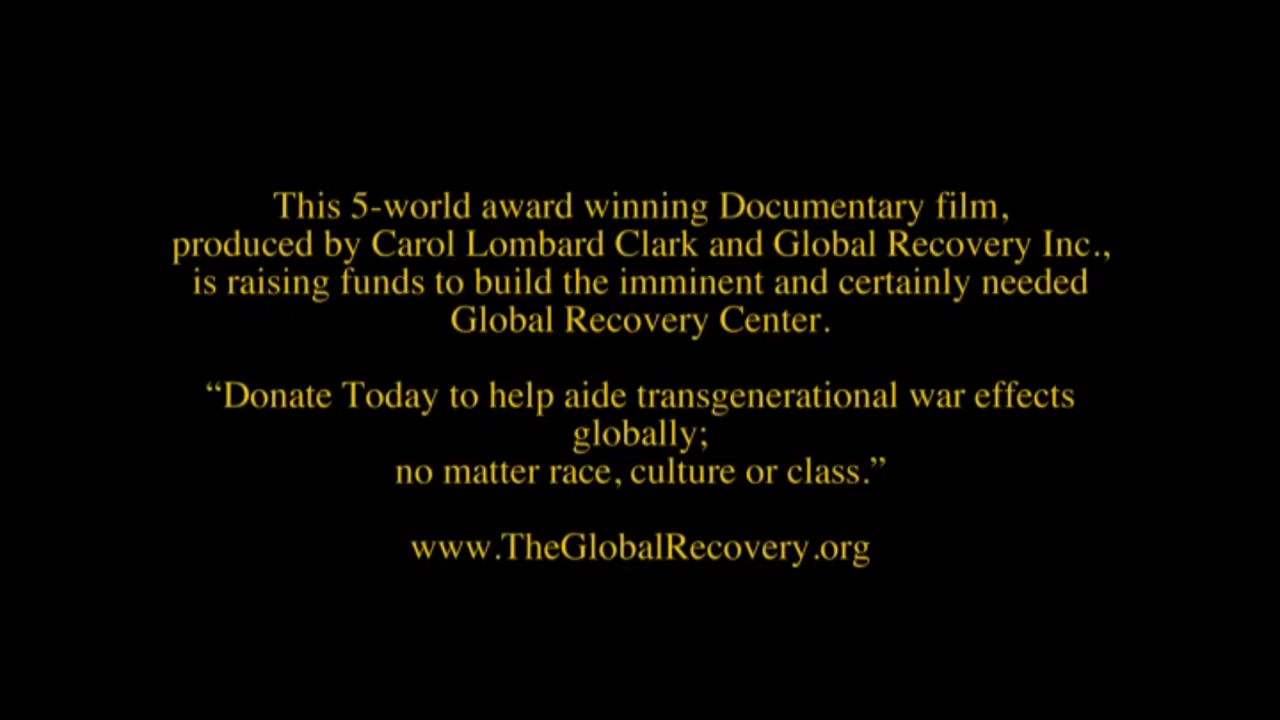 This 5-world award winning Documentary film,
produced by Carol Lombard Clark and Global Recovery Inc.,
is raising funds to build the imminent and certainly needed
Global Recovery Center.
“Donate Today to help aide transgenerational war effects
globally;
no matter race, culture or class.”
www.TheGlobalRecovery.org